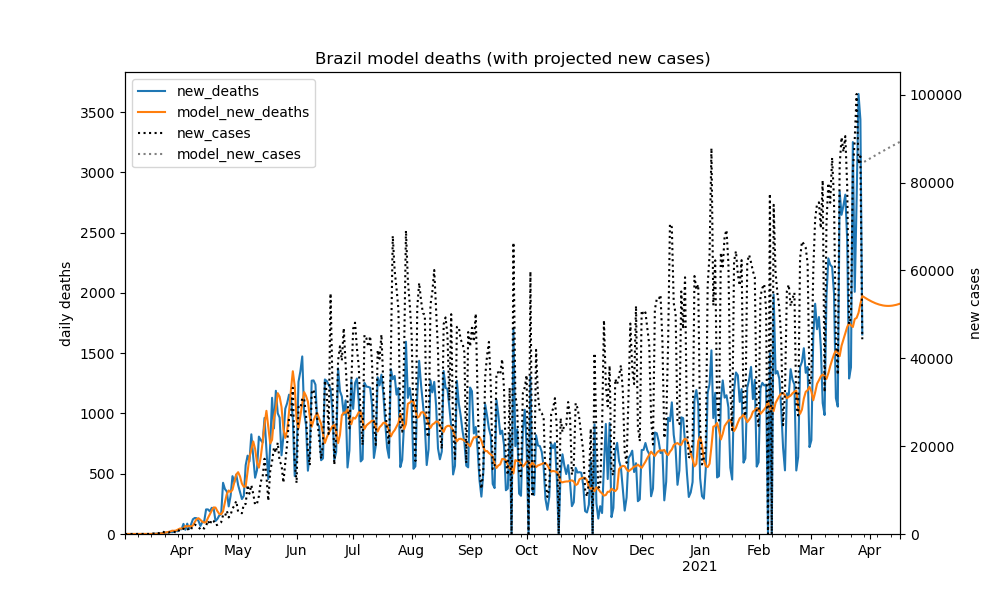 Brazil model deaths (with projected new cases)
new_deaths
model_new_deaths
new_cases
model_new_cases
daily deaths
3500
3000
2500
2000
1500
1000
500
0
100000
80000
60000
40000
20000
0
new cases
Apr May Jun Jul Aug Sep Oct Nov Dec Jan Feb Mar Apr
2021